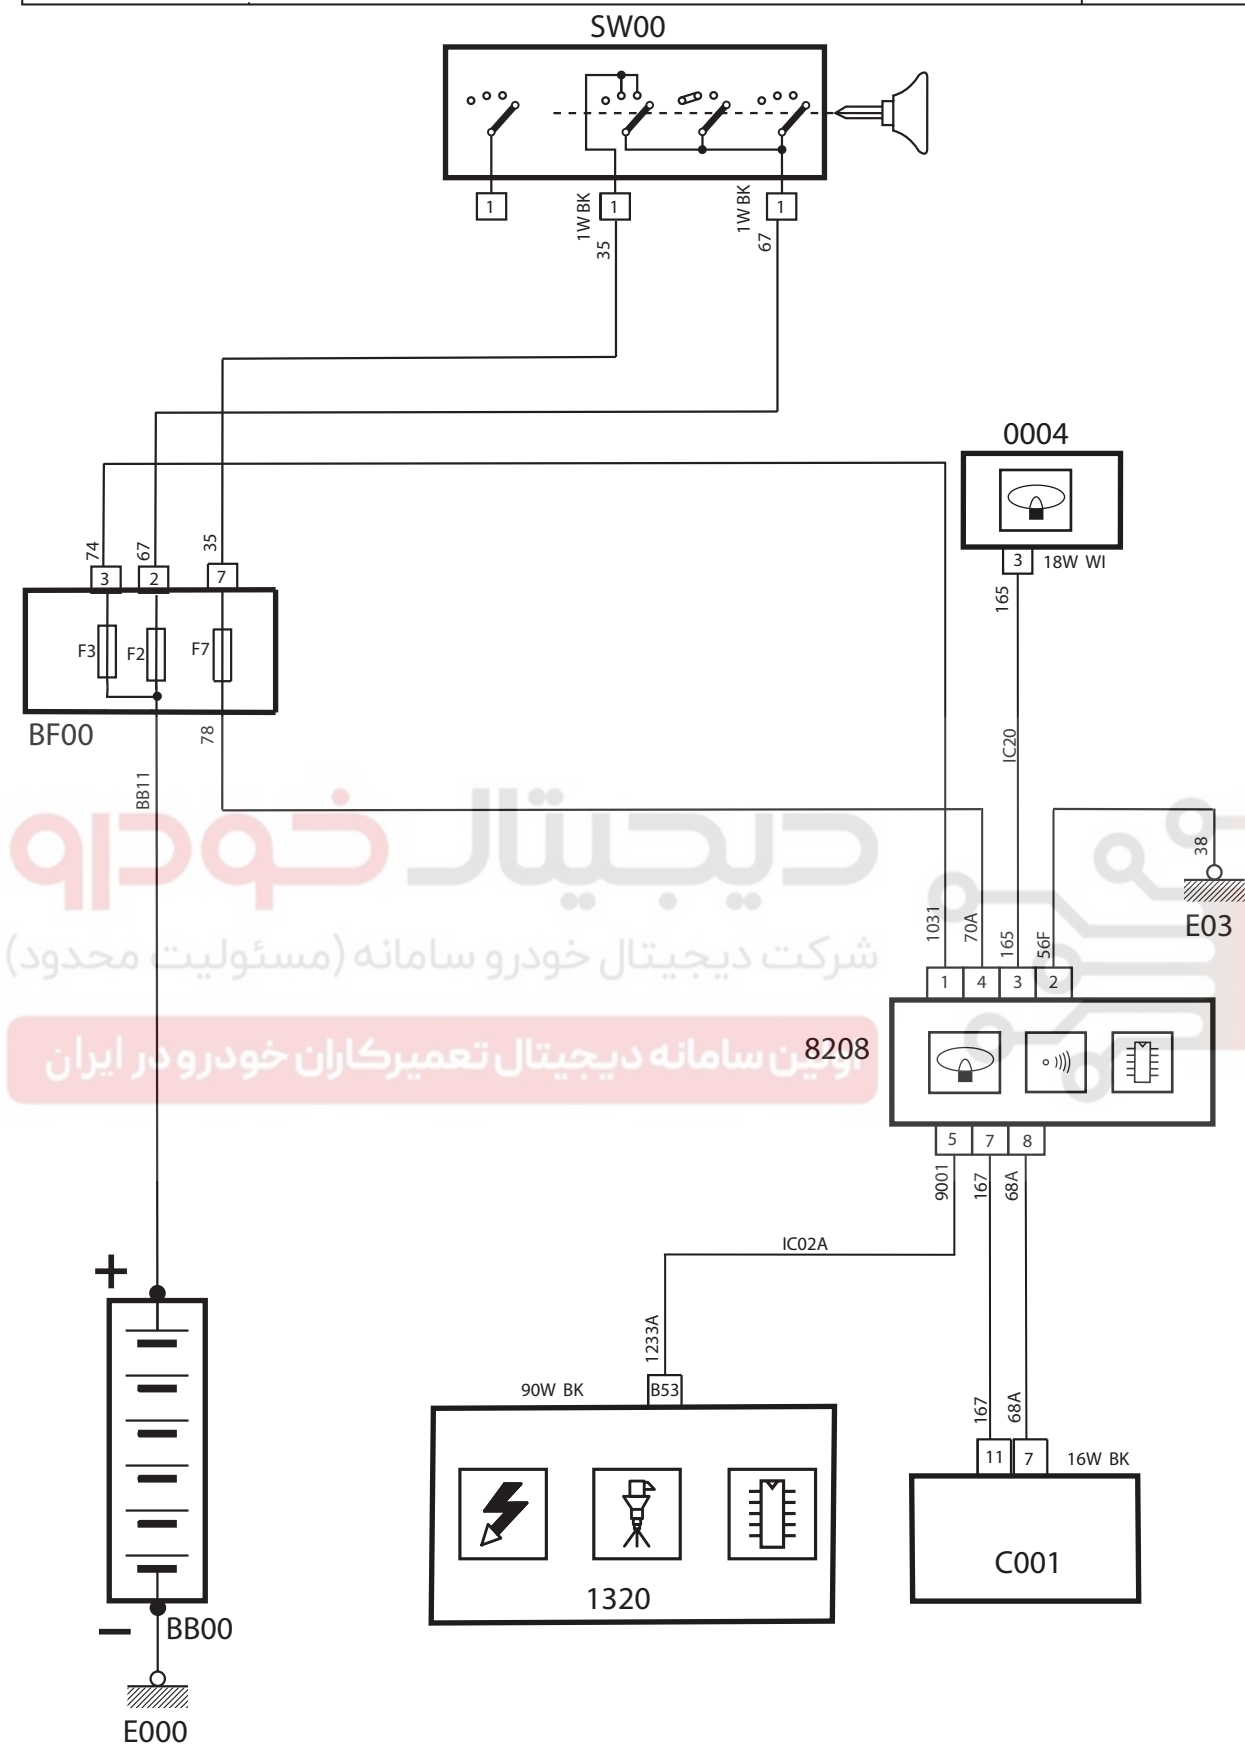 SW00
1
1W BK
1
1W BK
1
35
67
0004
3
18W WI
165
74
67
35
3
2
7
F3
F2
F7
BF00
78
BB11
IC20
دیجیتال خودرو
شرکت دیجیتال خودرو سامانه (مسئولیت محدود)
اولین سامانه دیجیتال تعمیرکاران خودرو در ایران
38
E03
1031
70A
165
56F
1
4
3
2
8208
5
7
8
9001
167
68A
IC02A
+
1233A
90W BK
B53
167
68A
11
7
16W BK
1320
C001
–
BB00
E000